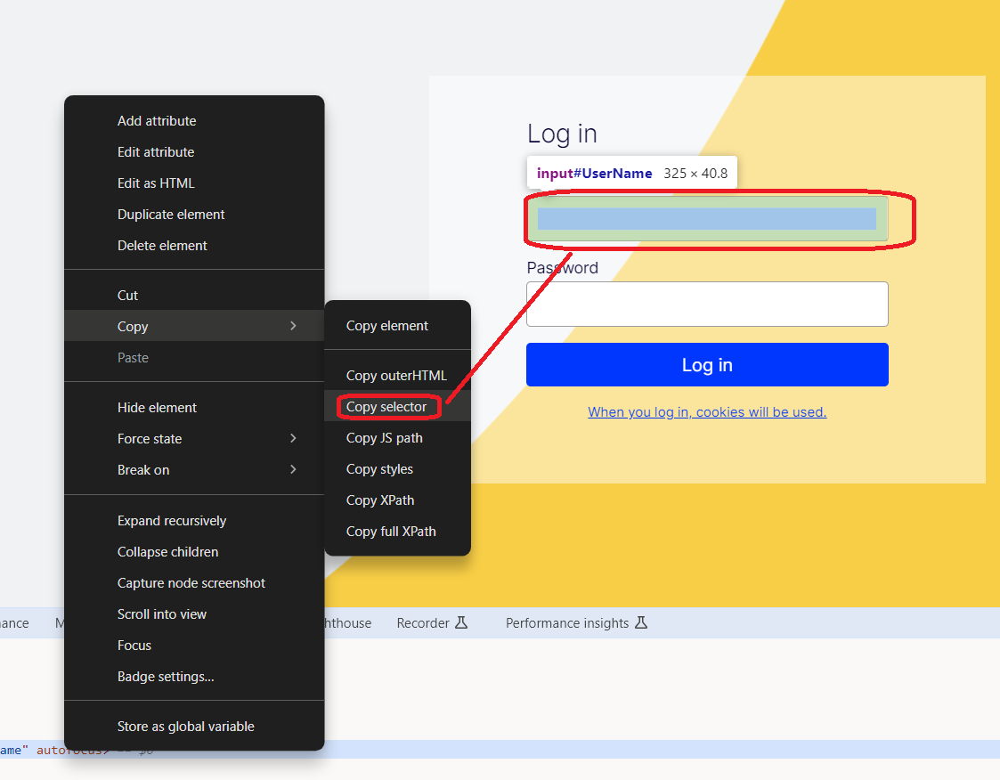 Add attribute
Edit attribute
Edit as HTML
Duplicate element
Delete element
Cut
Copy
Paste
Hide element
Force state
Break on
Expand recursively
Collapse children
Capture node screenshot
Scroll into view
Focus
Badge settings...
Store as global variable
Copy element
Copy outerHTML
Copy selector
Copy JS path
Copy styles
Copy XPath
Copy full XPath
Log in
input#UserName 325 × 40.8
Password
Log in
When you log in, cookies will be used.
ance M hthouse Recorder Performance insights
ame" autofocus> == $0